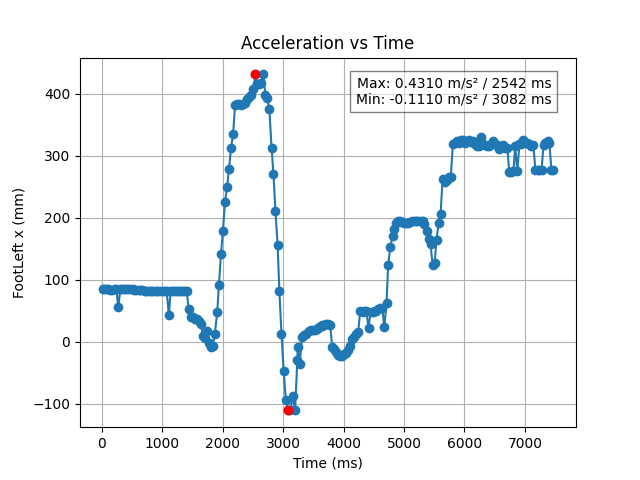 Acceleration vs Time
Max: 0.4310 m/s² / 2542 ms
Min: -0.1110 m/s² / 3082 ms
FootLeft x (mm)
400
300
200
100
0
−100
0 1000 2000 3000 4000 5000 6000 7000
Time (ms)